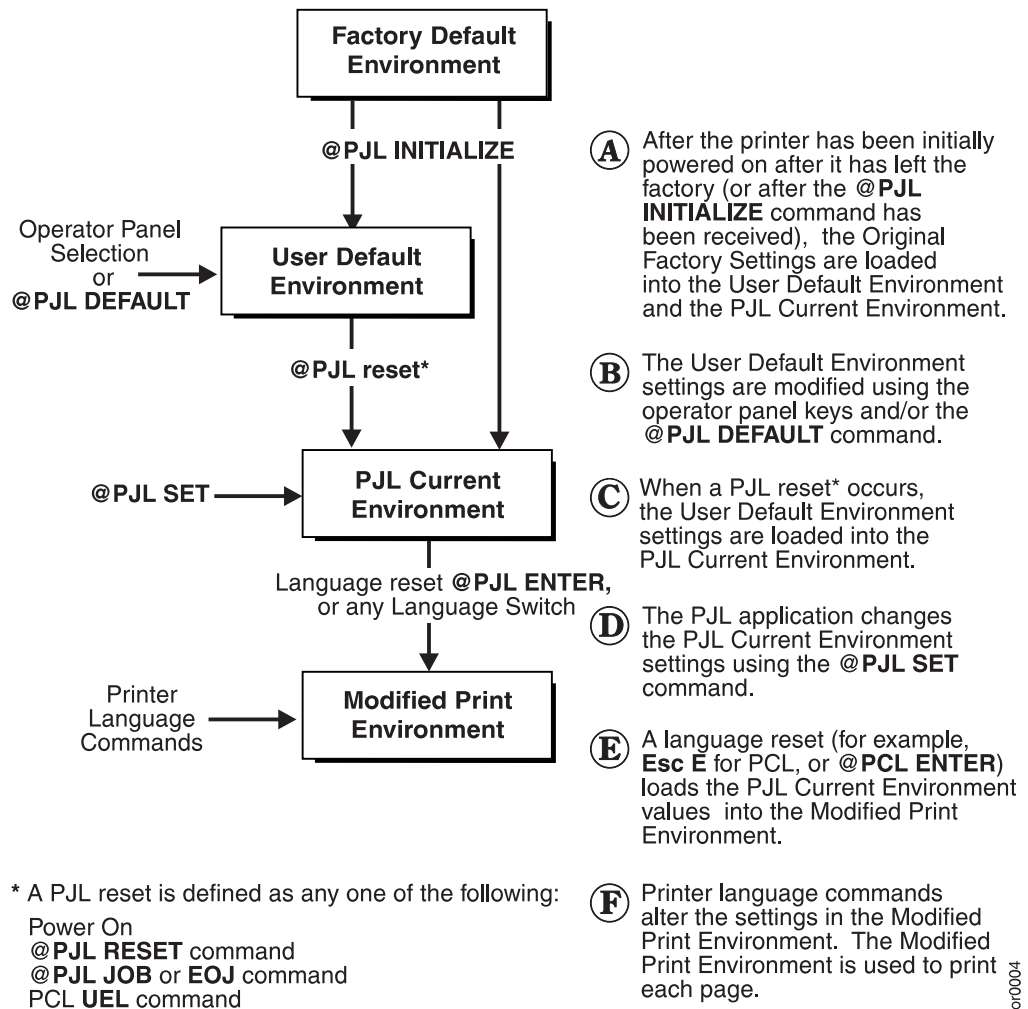 Factory Default
Environment
@PJL INITIALIZE
Operator Panel
Selection
or
@PJL DEFAULT
User Default
Environment
@PJL reset*
@PJL SET
PJL Current
Environment
Language reset @PJL ENTER,
or any Language Switch
Printer
Language
Commands
Modified Print
Environment
* A PJL reset is defined as any one of the following:
Power On
@PJL RESET command
@PJL JOB or EOJ command
PCL UEL command
A After the printer has been initially
powered on after it has left the
factory (or after the @PJL
INITIALIZE command has
been received), the Original
Factory Settings are loaded
into the User Default Environment
and the PJL Current Environment.
B The User Default Environment
settings are modified using the
operator panel keys and/or the
@PJL DEFAULT command.
C When a PJL reset* occurs,
the User Default Environment
settings are loaded into the
PJL Current Environment.
D The PJL application changes
the PJL Current Environment
settings using the @PJL SET
command.
E A language reset (for example,
Esc E for PCL, or @PCL ENTER)
loads the PJL Current Environment
values into the Modified Print
Environment.
F Printer language commands
alter the settings in the Modified
Print Environment. The Modified
Print Environment is used to print
each page.
or0004